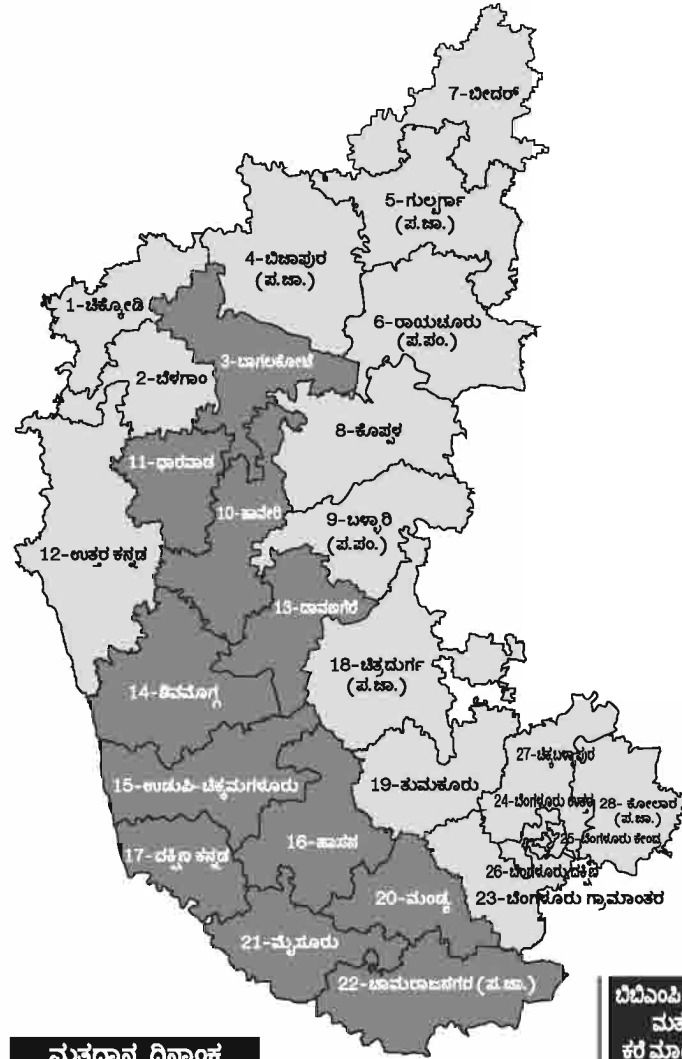 7-ಬೀದರ್
5-ಗುಲ್ಬರ್ಗಾ
(ಪ.ಜಾ.)
4-ಬಿಜಾಪುರ
(ಪ.ಜಾ.)
1-ಚಿಕ್ಕೋಡಿ
6-ರಾಯಚೂರು
(ಪ.ಪಂ.)
3-ಬಾಗಲಕೋಟೆ
2-ಬೆಳಗಾಂ
8-ಕೊಪ್ಪಳ
11-ಧಾರವಾಡ
10-ಹಾವೇರಿ
9-ಬಳ್ಳಾರಿ
(ಪ.ಪಂ.)
12-ಉತ್ತರ ಕನ್ನಡ
13-ದಾವಣಗೆರೆ
18-ಚಿತ್ರದುರ್ಗ
(ಪ.ಜಾ.)
14-ಶಿವಮೊಗ್ಗ
27-ಚಿಕ್ಕಬಳ್ಳಾಪುರ
15-ಉಡುಪಿ-ಚಿಕ್ಕಮಗಳೂರು
19-ತುಮಕೂರು
24-ಬೆಂಗಳೂರು ಉತ್ತರ
28-ಕೋಲಾರ
(ಪ.ಜಾ.)
16-ಹಾಸನ
25-ಬೆಂಗಳೂರು ಕೇಂದ್ರ
17-ದಕ್ಷಿಣ ಕನ್ನಡ
26-ಬೆಂಗಳೂರು ದಕ್ಷಿಣ
20-ಮಂಡ್ಯ
23-ಬೆಂಗಳೂರು ಗ್ರಾಮಾಂತರ
21-ಮೈಸೂರು
22-ಚಾಮರಾಜನಗರ (ಪ.ಜಾ.)
ಬಿಬಿಎಂಪಿ
ಮತ
ಕರೆ ಮಾ
ಮತದಾನ ದಿನಾಂಕ